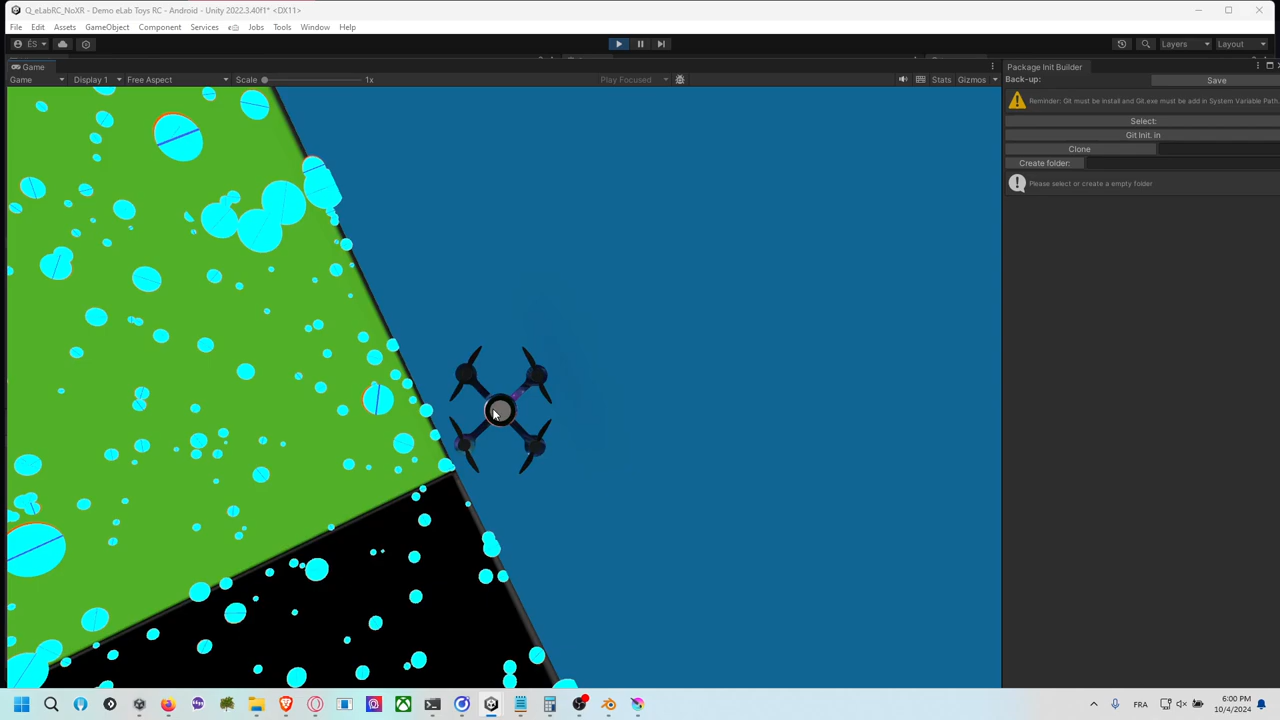 Q_eLabRC_NoXR - Demo eLab Toys RC - Android - Unity 2022.3.40f1* <DX11>
File Edit Assets GameObject Component Services Jobs Tools Window Help
ÉS Layers Layout
Game Package Init Builder
Game Display 1 Free Aspect Scale 1x Play Focused Stats Gizmos
Back-up: Save
Reminder: Git must be install and Git.exe must be add in System Variable Path.
Select:
Git Init. in
Clone
Create folder:
Please select or create a empty folder
FRA 6:00 PM
10/4/2024